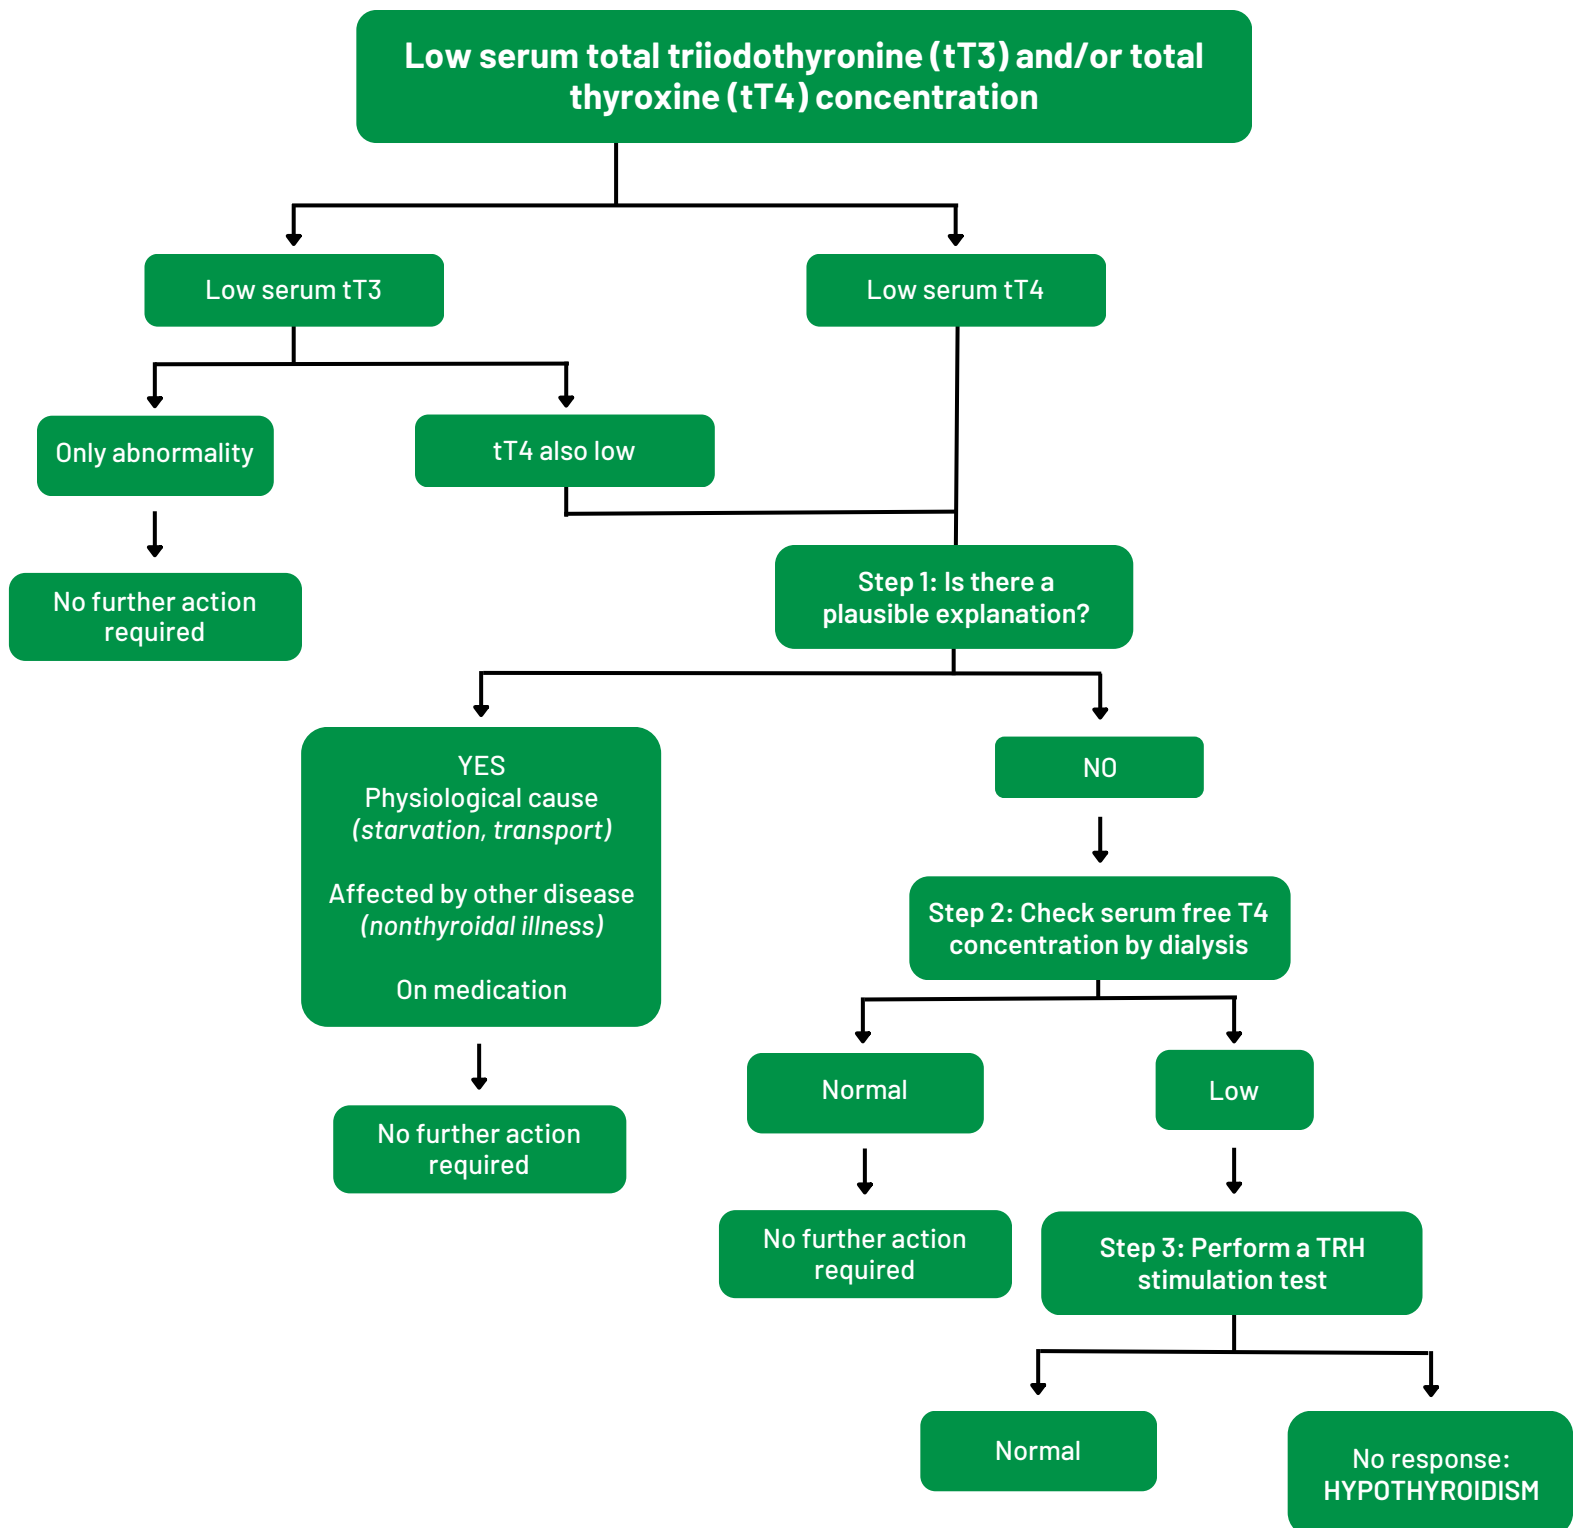 Low serum total triiodothyronine (tT3) and/or total
thyroxine (tT4) concentration
Low serum tT3
Low serum tT4
Only abnormality
tT4 also low
No further action
required
Step 1: Is there a
plausible explanation?
YES
Physiological cause
(starvation, transport)
Affected by other disease
(nonthyroidal illness)
On medication
NO
Step 2: Check serum free T4
concentration by dialysis
Normal
Low
No further action
required
No further action
required
Step 3: Perform a TRH
stimulation test
Normal
No response:
HYPOTHYROIDISM